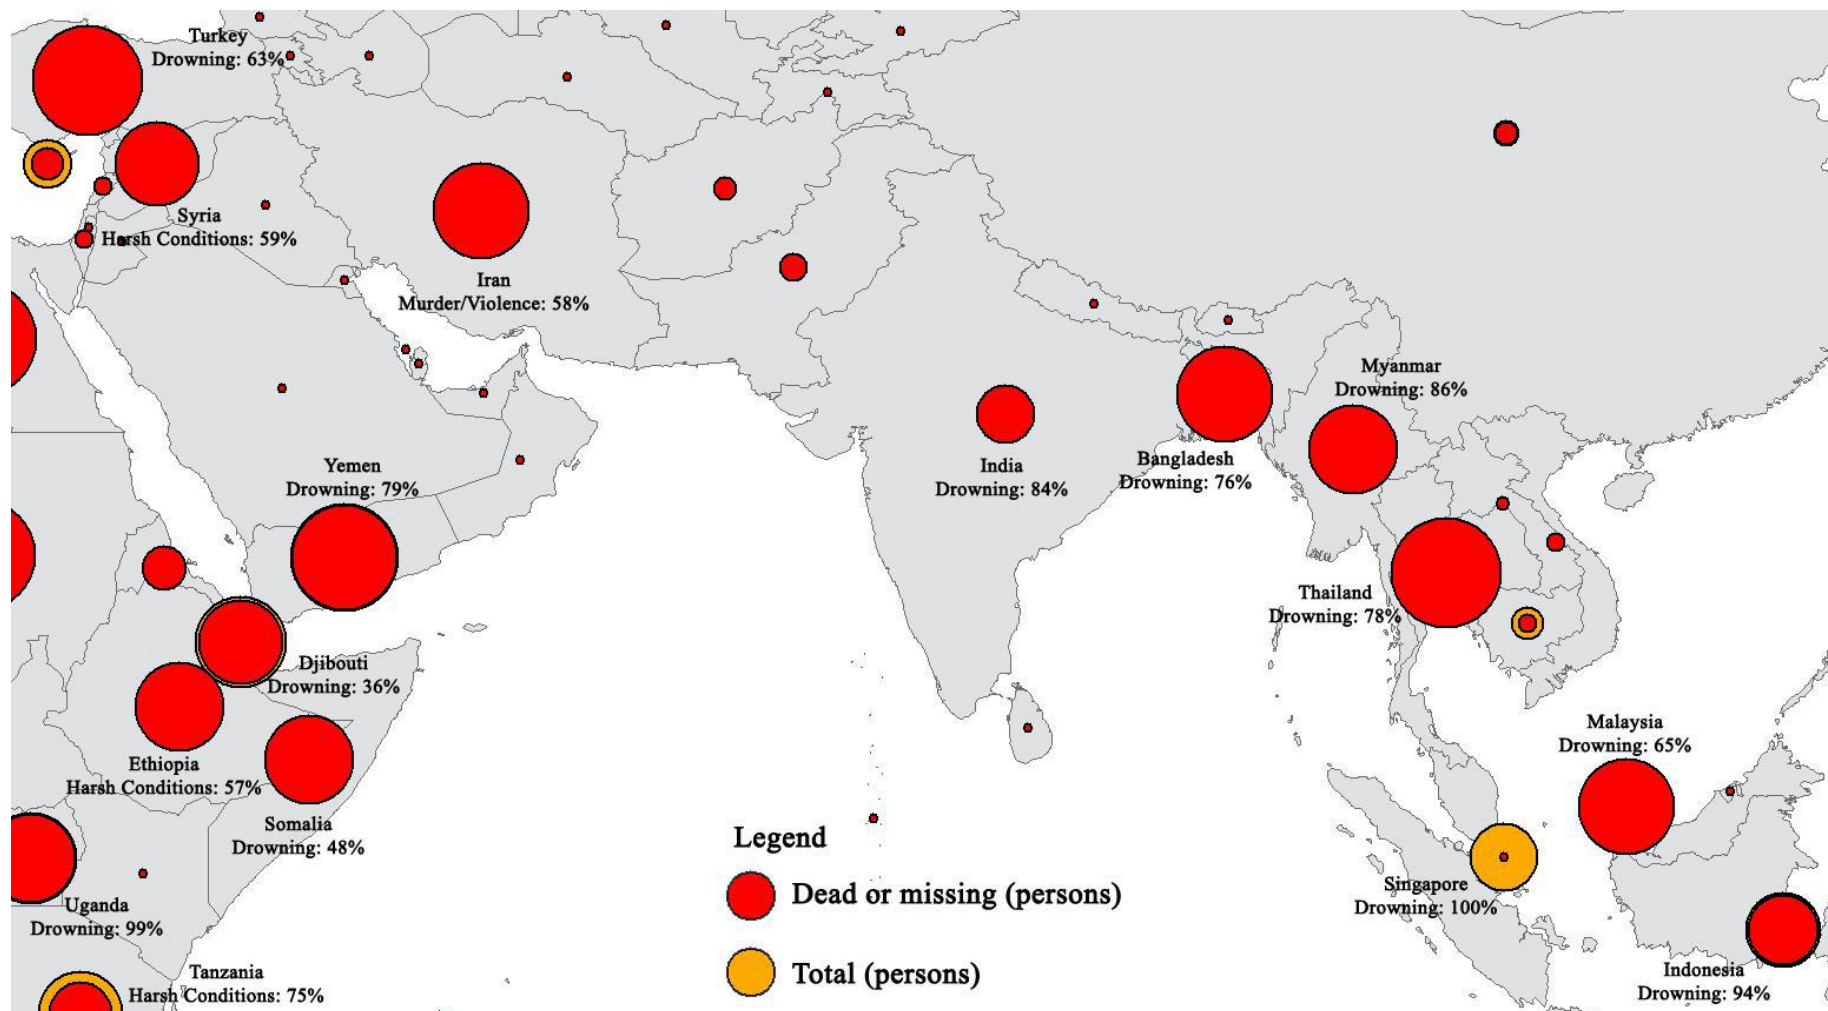 Turkey
Drowning: 63%
Syria
Harsh Conditions: 59%
Iran
Murder/Violence: 58%
Myanmar
Drowning: 86%
Yemen
Drowning: 79%
India
Drowning: 84%
Bangladesh
Drowning: 76%
Thailand
Drowning: 78%
Djibouti
Drowning: 36%
Ethiopia
Harsh Conditions: 57%
Malaysia
Drowning: 65%
Somalia
Drowning: 48%
Legend
Dead or missing (persons)
Total (persons)
Singapore
Drowning: 100%
Uganda
Drowning: 99%
Tanzania
Harsh Conditions: 75%
Indonesia
Drowning: 94%